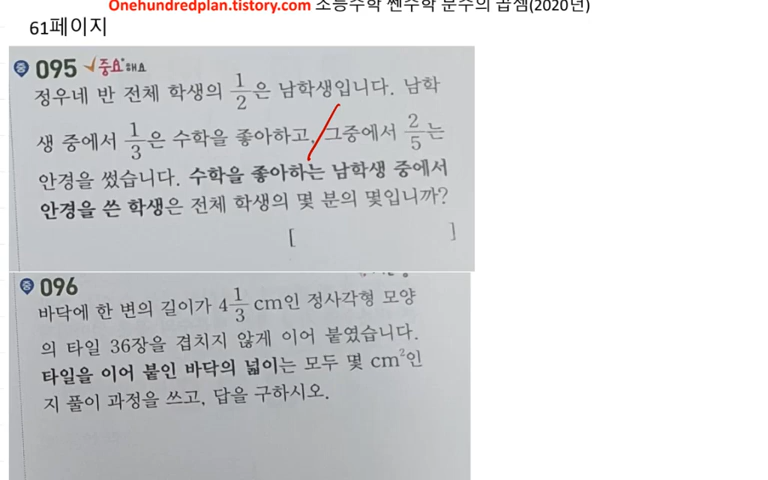 Onehundredplan.tistory.com 초등수학 쎈수학 분수의 곱셈(2020년)
61페이지
중 095 중요해요
정우네 반 전체 학생의 1/2은 남학생입니다. 남학
생 중에서 1/3은 수학을 좋아하고, 그중에서 2/5는
안경을 썼습니다. 수학을 좋아하는 남학생 중에서
안경을 쓴 학생은 전체 학생의 몇 분의 몇입니까?
[ ]
중 096
바닥에 한 변의 길이가 4 1/3 cm인 정사각형 모양
의 타일 36장을 겹치지 않게 이어 붙였습니다.
타일을 이어 붙인 바닥의 넓이는 모두 몇 cm²인
지 풀이 과정을 쓰고, 답을 구하시오.